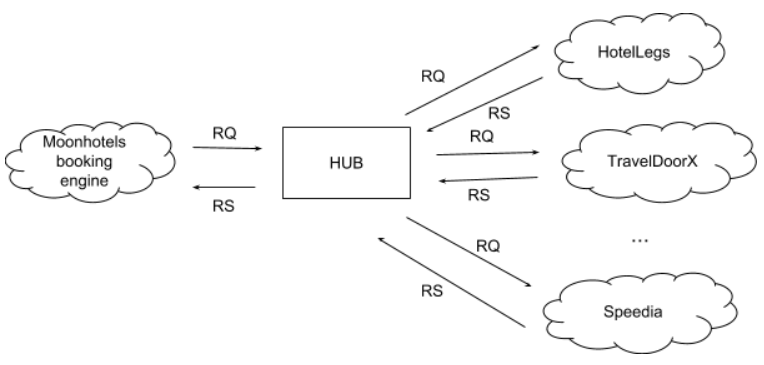 HotelLegs
RQ
RS
Moonhotels
booking
engine
RQ
RS
HUB
RQ
RS
TravelDoorX
...
RQ
RS
Speedia